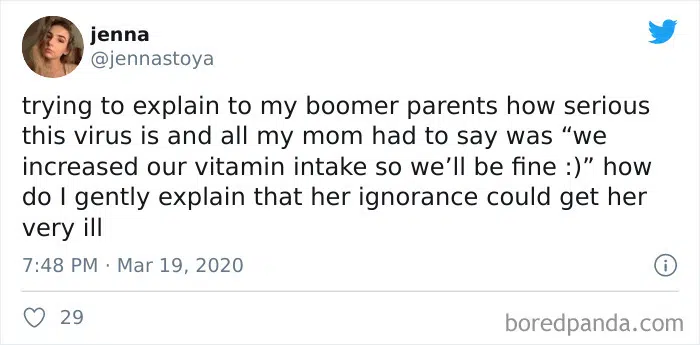 jenna
@jennastoya
trying to explain to my boomer parents how serious
this virus is and all my mom had to say was “we
increased our vitamin intake so we’ll be fine :)” how
do I gently explain that her ignorance could get her
very ill
7:48 PM · Mar 19, 2020
29
boredpanda.com